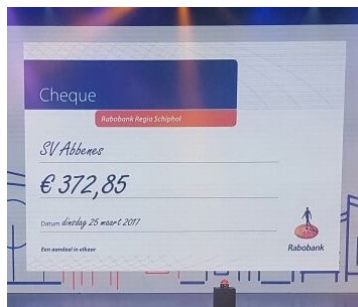 Cheque
Rabobank Regio Schiphol
SV Abbenes
€ 372,85
Datum dinsdag 25 maart 2017
Een aandeel in elkaar
Rabobank